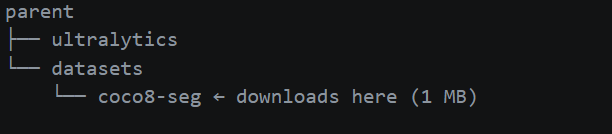 parent
├── ultralytics
└── datasets
    └── coco8-seg ← downloads here (1 MB)